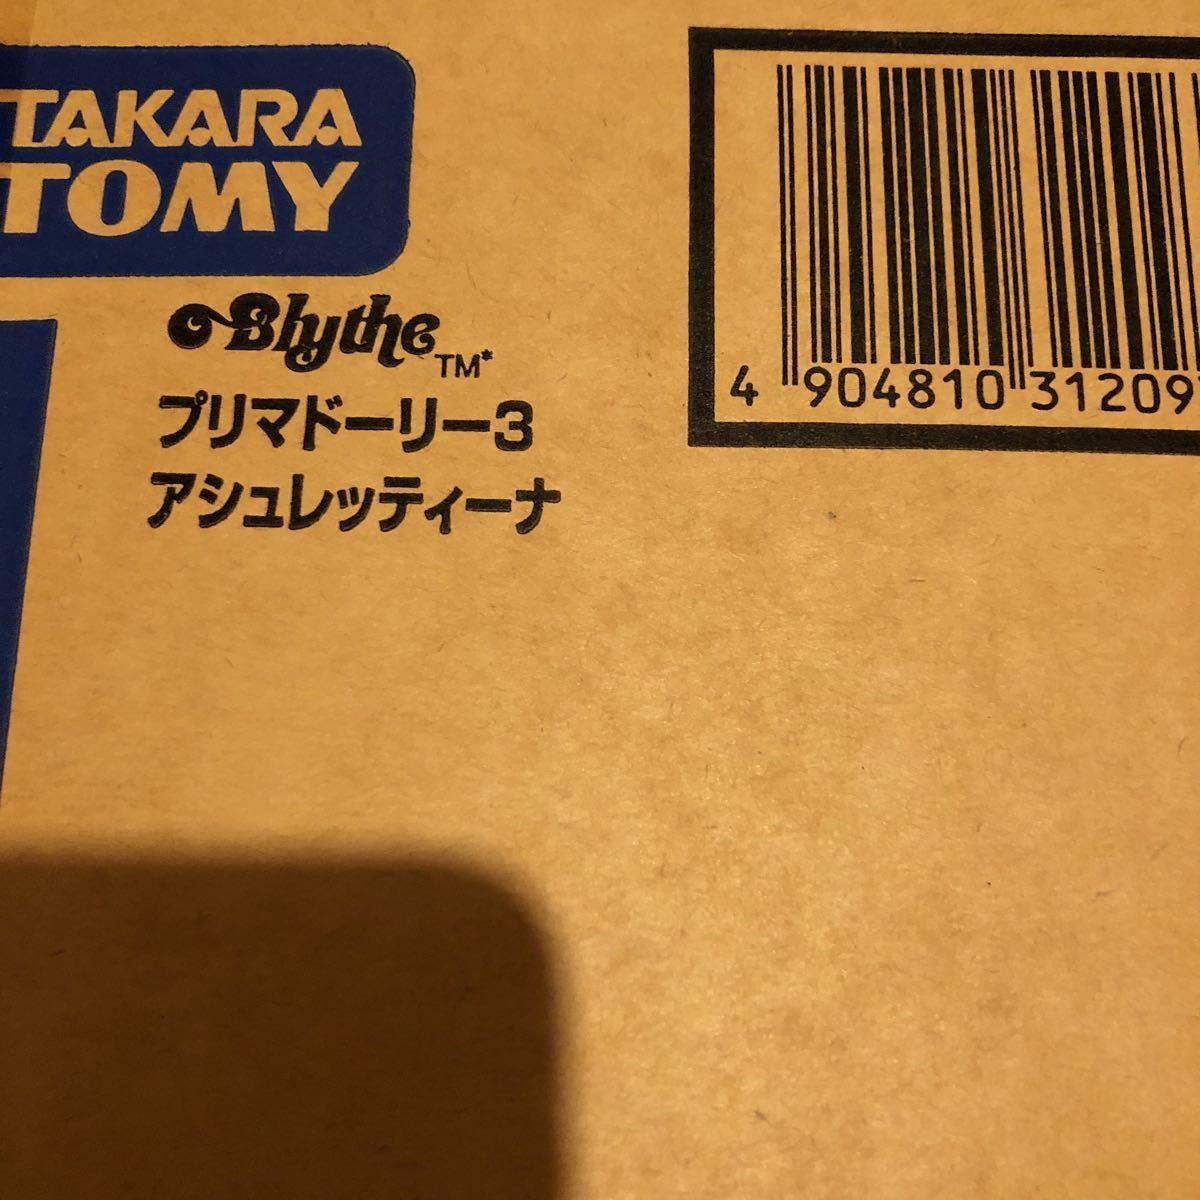 TAKARA
TOMY
Blythe TM*
プリマドーリー3
アシュレッティーナ
4 904810 31209